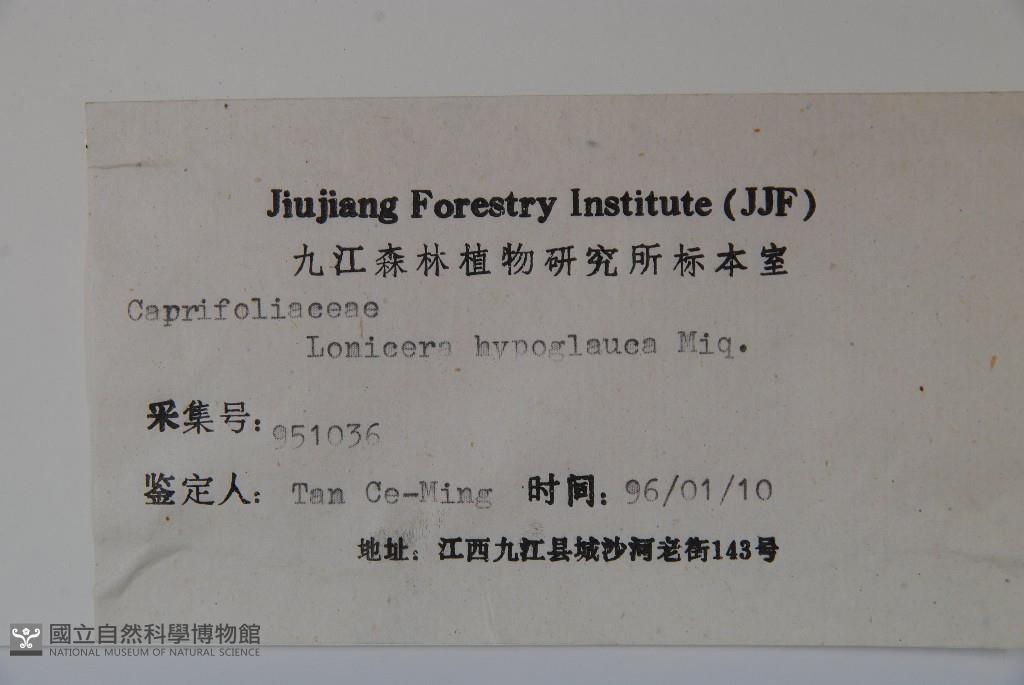 Jiujiang Forestry Institute (JJF)
九江森林植物研究所标本室
Caprifoliaceae
Lonicera hypoglauca Miq.
采集号: 951036
鉴定人: Tan Ce-Ming 时间: 96/01/10
地址: 江西九江县城沙河老街143号
國立自然科學博物館
NATIONAL MUSEUM OF NATURAL SCIENCE